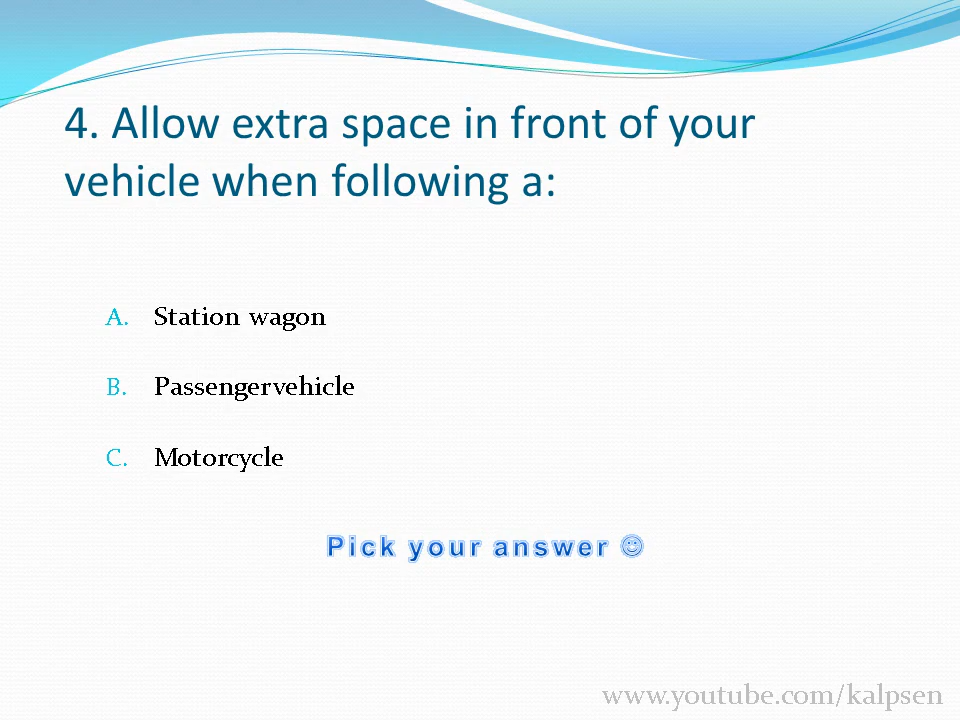 4. Allow extra space in front of your
vehicle when following a:
A. Station wagon
B. Passengervehicle
C. Motorcycle
Pick your answer ☺
www.youtube.com/kalpsen